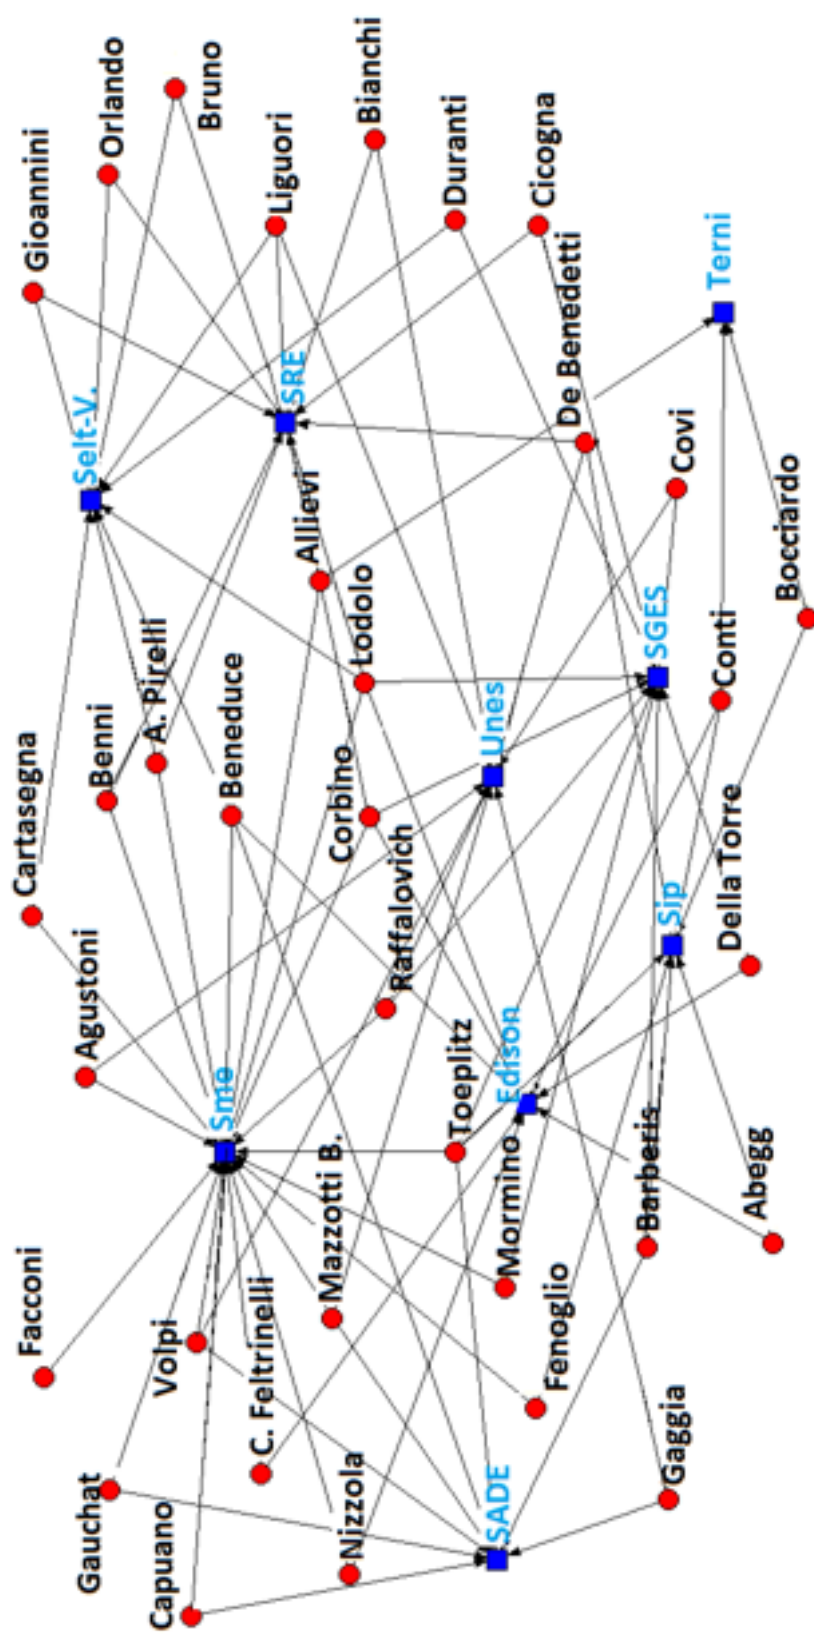 Facconi
Cartasegna
Gioannini
Gauchat
Agustoni
Selt-V.
Benni
Orlando
Capuano
Volpi
A. Pirelli
Bruno
Sme
Beneduce
C. Feltrinelli
Liguori
SRE
Allievi
Mazzotti B.
Corbino
Nizzola
Lodolo
Bianchi
Raffalovich
Toeplitz
Duranti
SADE
Unes
Mormino
Edison
Cicogna
Fenoglio
De Benedetti
Barberis
SGES
Gaggia
Sip
Covi
Della Torre
Conti
Terni
Abegg
Bocciardo